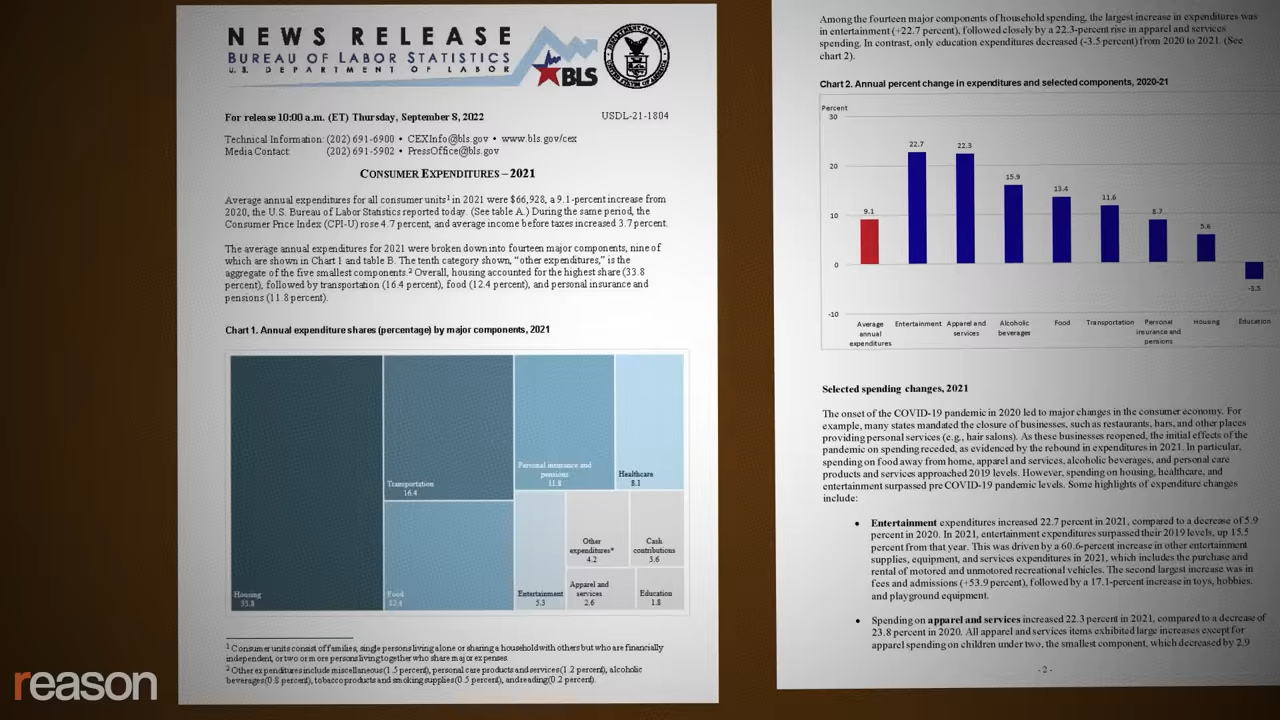 NEWS RELEASE
BUREAU OF LABOR STATISTICS
U.S. DEPARTMENT OF LABOR
BLS
For release 10:00 a.m. (ET) Thursday, September 8, 2022
USDL-21-1804
Technical Information: (202) 691-6900 • CEXInfo@bls.gov • www.bls.gov/cex
Media Contact: (202) 691-5902 • PressOffice@bls.gov
CONSUMER EXPENDITURES – 2021
Average annual expenditures for all consumer units1 in 2021 were $66,928, a 9.1-percent increase from
2020, the U.S. Bureau of Labor Statistics reported today. (See table A.) During the same period, the
Consumer Price Index (CPI-U) rose 4.7 percent, and average income before taxes increased 3.7 percent.
The average annual expenditures for 2021 were broken down into fourteen major components, nine of
which are shown in Chart 1 and table B. The tenth category shown, "other expenditures," is the
aggregate of the five smallest components.2 Overall, housing accounted for the highest share (33.8
percent), followed by transportation (16.4 percent), food (12.4 percent), and personal insurance and
pensions (11.8 percent).
Chart 1. Annual expenditure shares (percentage) by major components, 2021
Housing
33.8
Transportation
16.4
Food
12.4
Personal insurance and
pensions
11.8
Healthcare
8.1
Entertainment
5.3
Other
expenditures*
4.2
Cash
contributions
3.6
Apparel and
services
2.6
Education
1.8
1 Consumer units consist of families, single persons living alone or sharing a household with others but who are financially
independent, or two or more persons living together who share major expenses.
2 Other expenditures include miscellaneous (1.5 percent), personal care products and services (1.2 percent), alcoholic
beverages (0.8 percent), tobacco products and smoking supplies (0.5 percent), and reading (0.2 percent).
Among the fourteen major components of household spending, the largest increase in expenditures was
in entertainment (+22.7 percent), followed closely by a 22.3-percent rise in apparel and services
spending. In contrast, only education expenditures decreased (-3.5 percent) from 2020 to 2021. (See
chart 2).
Chart 2. Annual percent change in expenditures and selected components, 2020-21
Percent
30
20
10
0
-10
9.1
22.7
22.3
15.9
13.4
11.6
8.7
5.6
-3.5
Average
annual
expenditures
Entertainment
Apparel and
services
Alcoholic
beverages
Food
Transportation
Personal
insurance and
pensions
Housing
Education
Selected spending changes, 2021
The onset of the COVID-19 pandemic in 2020 led to major changes in the consumer economy. For
example, many states mandated the closure of businesses, such as restaurants, bars, and other places
providing personal services (e.g., hair salons). As these businesses reopened, the initial effects of the
pandemic on spending receded, as evidenced by the rebound in expenditures in 2021. In particular,
spending on food away from home, apparel and services, alcoholic beverages, and personal care
products and services approached 2019 levels. However, spending on housing, healthcare, and
entertainment surpassed pre COVID-19 pandemic levels. Some highlights of expenditure changes
include:
• Entertainment expenditures increased 22.7 percent in 2021, compared to a decrease of 5.9
percent in 2020. In 2021, entertainment expenditures surpassed their 2019 levels, up 15.5
percent from that year. This was driven by a 60.6-percent increase in other entertainment
supplies, equipment, and services expenditures in 2021, which includes the purchase and
rental of motored and unmotored recreational vehicles. The second largest increase was in
fees and admissions (+53.9 percent), followed by a 17.1-percent increase in toys, hobbies,
and playground equipment.
• Spending on apparel and services increased 22.3 percent in 2021, compared to a decrease of
23.8 percent in 2020. All apparel and services items exhibited large increases except for
apparel spending on children under two, the smallest component, which decreased by 2.9
- 2 -
reason